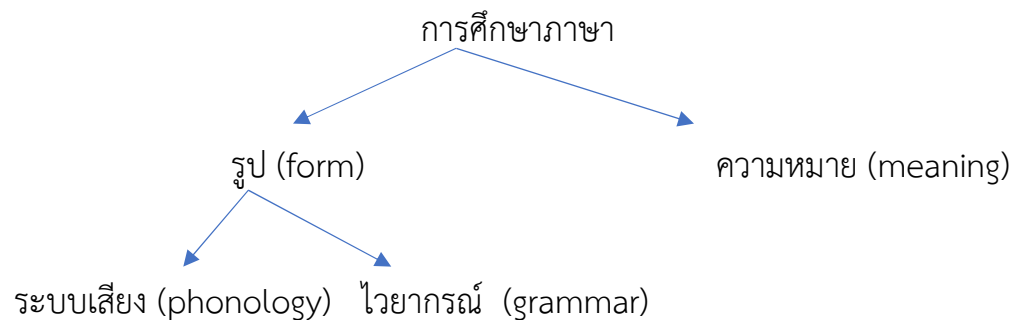 การศึกษาภาษา
รูป (form) ความหมาย (meaning)
ระบบเสียง (phonology) ไวยากรณ์ (grammar)